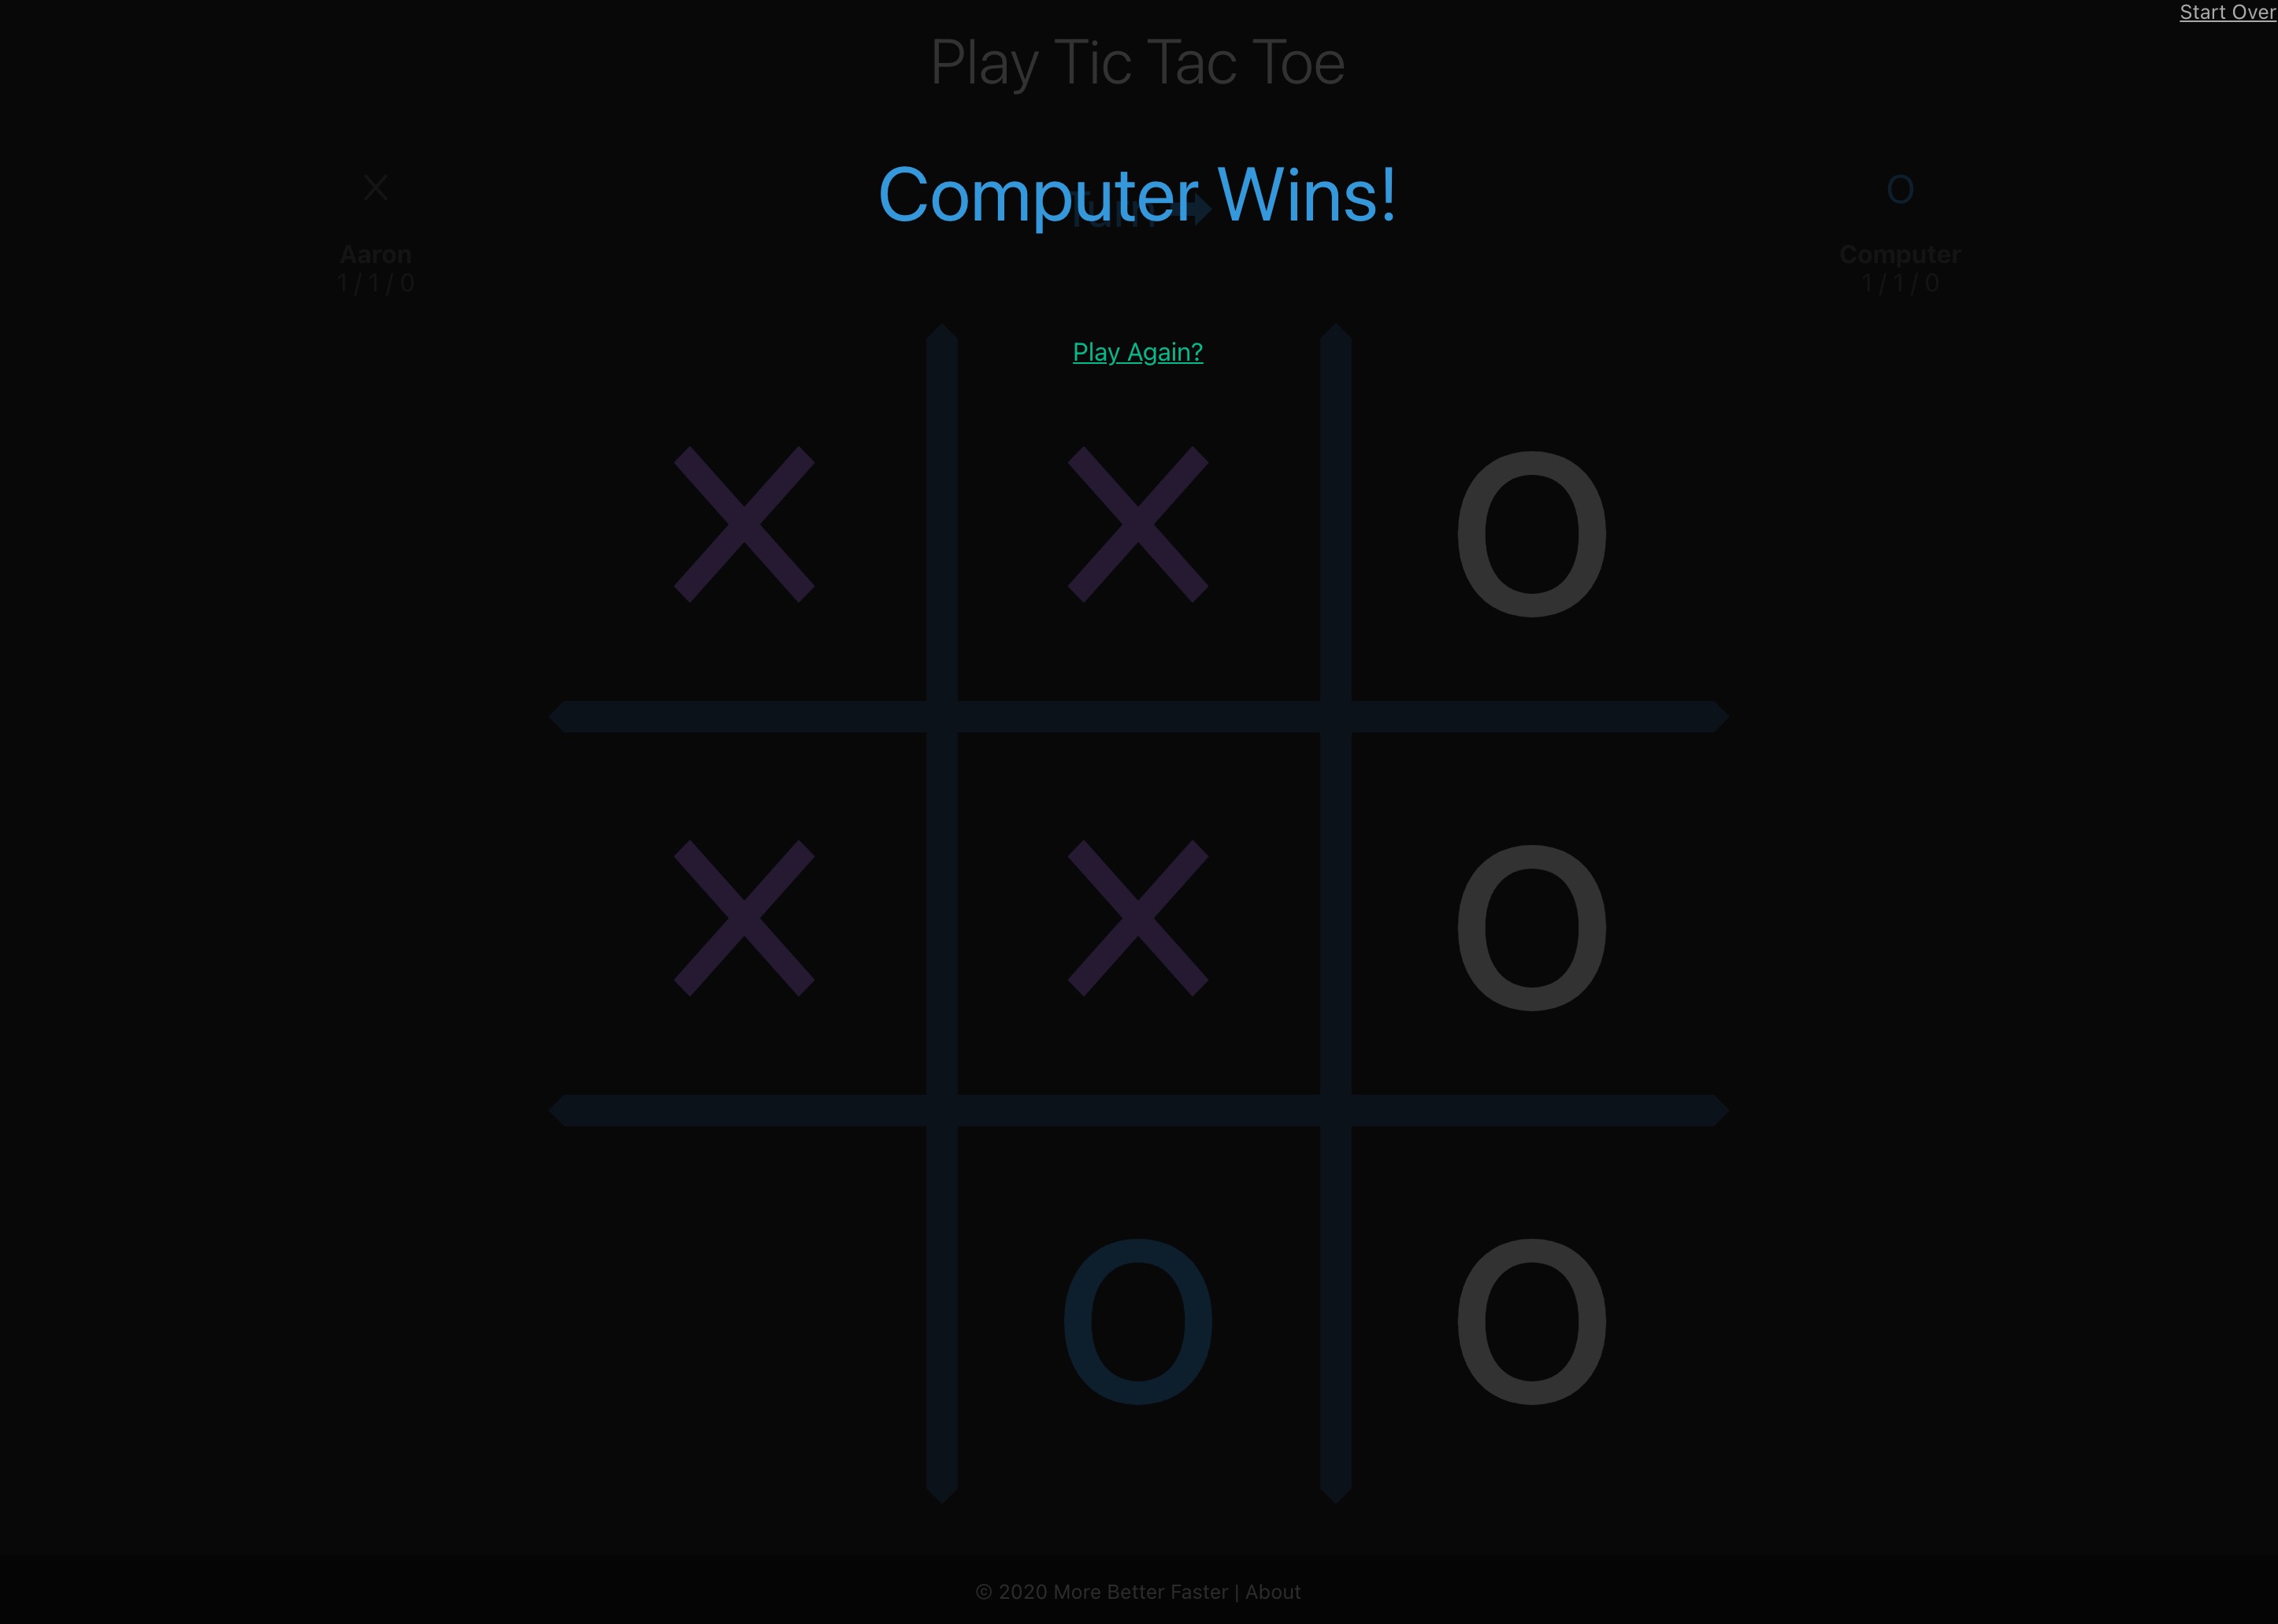 Start Over
Play Tic Tac Toe
Computer Wins!
Turn
X
O
Aaron
1 / 1 / 0
Computer
1 / 1 / 0
Play Again?
X X O
X X O
O O
© 2020 More Better Faster | About